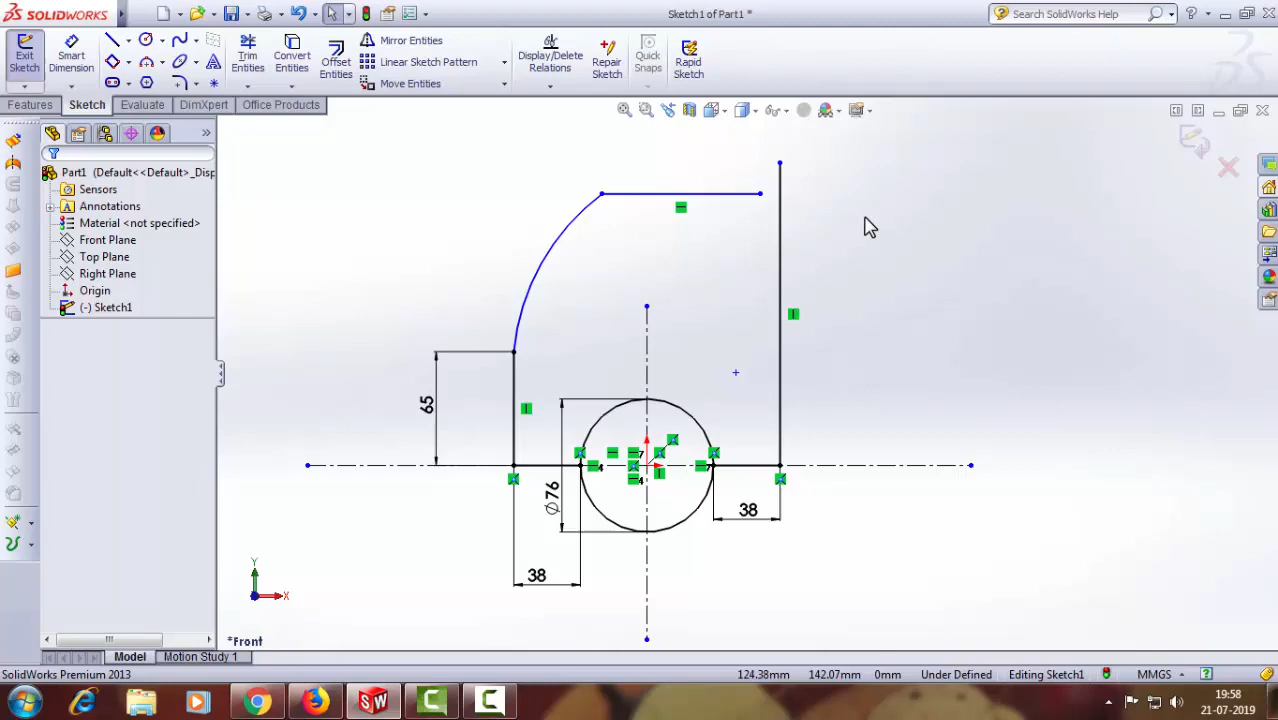 SOLIDWORKS
Sketch1 of Part1 *
Search SolidWorks Help
Exit Sketch
Smart Dimension
Trim Entities
Convert Entities
Offset Entities
Mirror Entities
Linear Sketch Pattern
Move Entities
Display/Delete Relations
Repair Sketch
Quick Snaps
Rapid Sketch
Features
Sketch
Evaluate
DimXpert
Office Products
Part1 (Default<<Default>_Disp
Sensors
Annotations
Material <not specified>
Front Plane
Top Plane
Right Plane
Origin
(-) Sketch1
65
Ø76
38
38
Y
X
*Front
Model
Motion Study 1
SolidWorks Premium 2013
124.38mm
142.07mm
0mm
Under Defined
Editing Sketch1
MMGS
19:58
21-07-2019